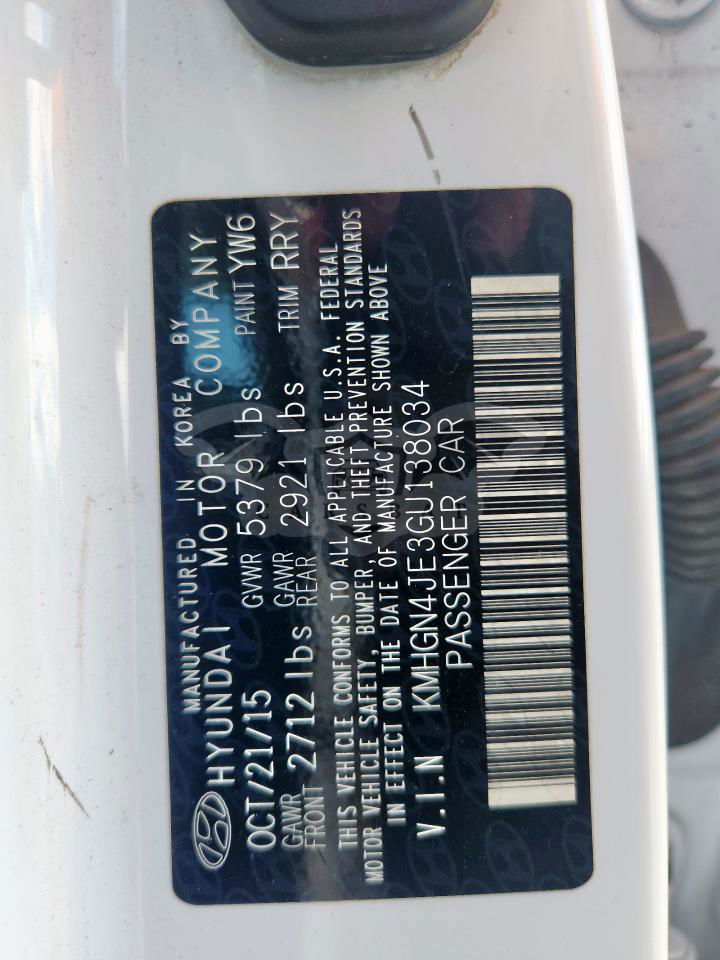 MANUFACTURED IN KOREA BY
HYUNDAI MOTOR COMPANY
OCT/21/15 GVWR 5379 lbs PAINT YW6
GAWR FRONT 2712 lbs GAWR REAR 2921 lbs TRIM RRY
THIS VEHICLE CONFORMS TO ALL APPLICABLE U.S.A. FEDERAL
MOTOR VEHICLE SAFETY, BUMPER, AND THEFT PREVENTION STANDARDS
IN EFFECT ON THE DATE OF MANUFACTURE SHOWN ABOVE
V.I.N KMHGN4JE3GU138034
PASSENGER CAR